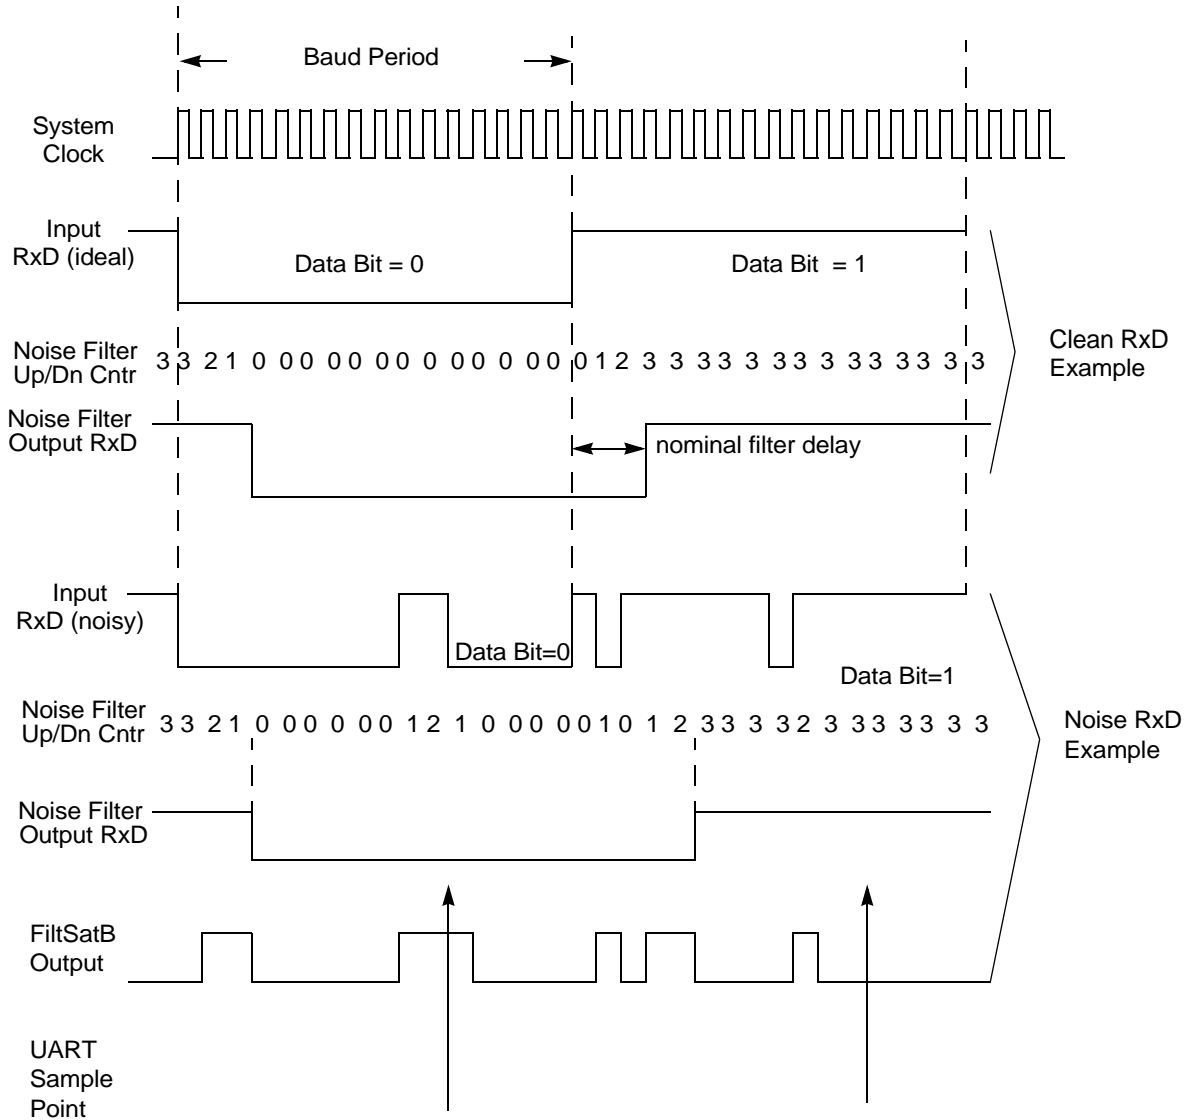 Baud Period
System
Clock
Input
RxD (ideal)
Data Bit = 0
Data Bit = 1
Noise Filter
Up/Dn Cntr
3 3 2 1 0 0 0 0 0 0 0 0 0 0 0 0 0 0 1 2 3 3 3 3 3 3 3 3 3 3 3 3 3 3
Clean RxD
Example
Noise Filter
Output RxD
nominal filter delay
Input
RxD (noisy)
Data Bit=0
Data Bit=1
Noise Filter
Up/Dn Cntr
3 3 2 1 0 0 0 0 0 0 1 2 1 0 0 0 0 0 1 0 1 2 3 3 3 3 2 3 3 3 3 3 3 3
Noise RxD
Example
Noise Filter
Output RxD
FiltSatB
Output
UART
Sample
Point